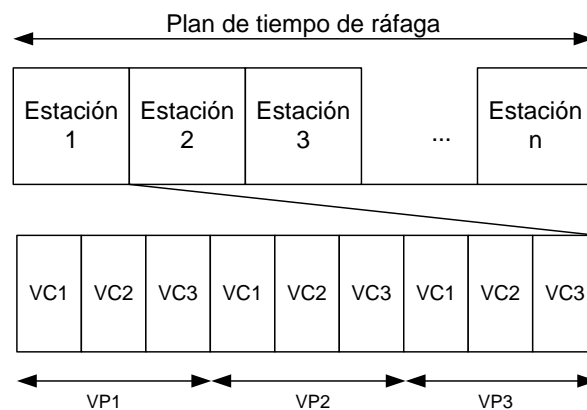 Plan de tiempo de ráfaga
Estación 1
Estación 2
Estación 3
...
Estación n
VC1 VC2 VC3 VC1 VC2 VC3 VC1 VC2 VC3
VP1 VP2 VP3